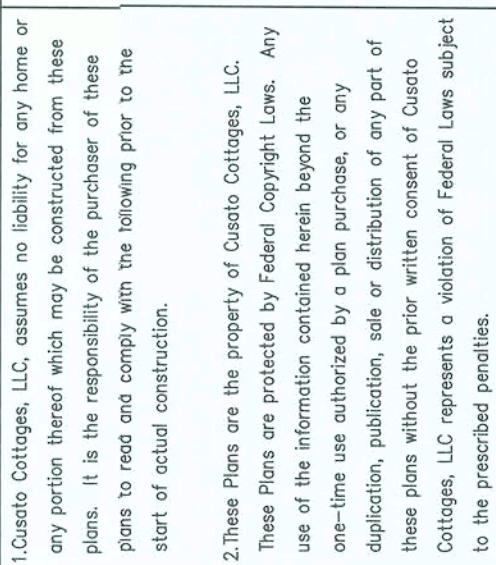 1.Cusato Cottages, LLC, assumes no liability for any home or
any portion thereof which may be constructed from these
plans. It is the responsibility of the purchaser of these
plans to read and comply with the following prior to the
start of actual construction.
2.These Plans are the property of Cusato Cottages, LLC.
These Plans are protected by Federal Copyright Laws. Any
use of the information contained herein beyond the
one-time use authorized by a plan purchase, or any
duplication, publication, sale or distribution of any part of
these plans without the prior written consent of Cusato
Cottages, LLC represents a violation of Federal Laws subject
to the prescribed penalties.